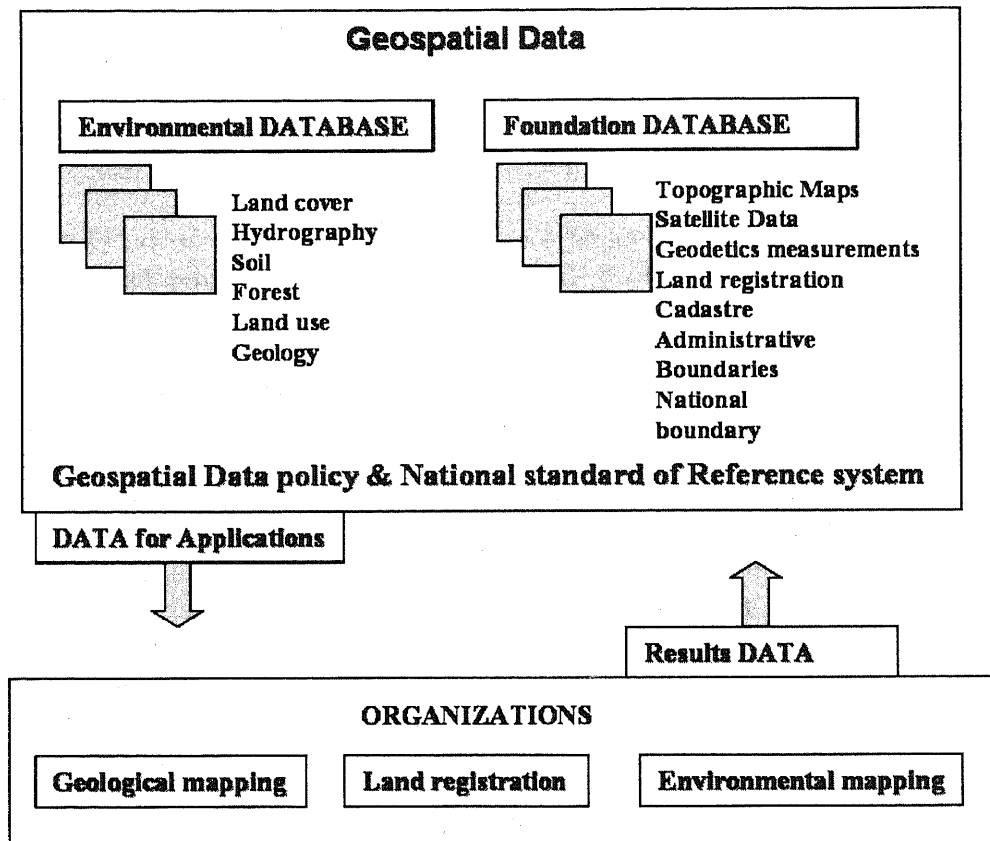 Geospatial Data
Environmental DATABASE
Land cover
Hydrography
Soil
Forest
Land use
Geology
Foundation DATABASE
Topographic Maps
Satellite Data
Geodetics measurements
Land registration
Cadastre
Administrative
Boundaries
National
boundary
Geospatial Data policy & National standard of Reference system
DATA for Applications
Results DATA
ORGANIZATIONS
Geological mapping
Land registration
Environmental mapping